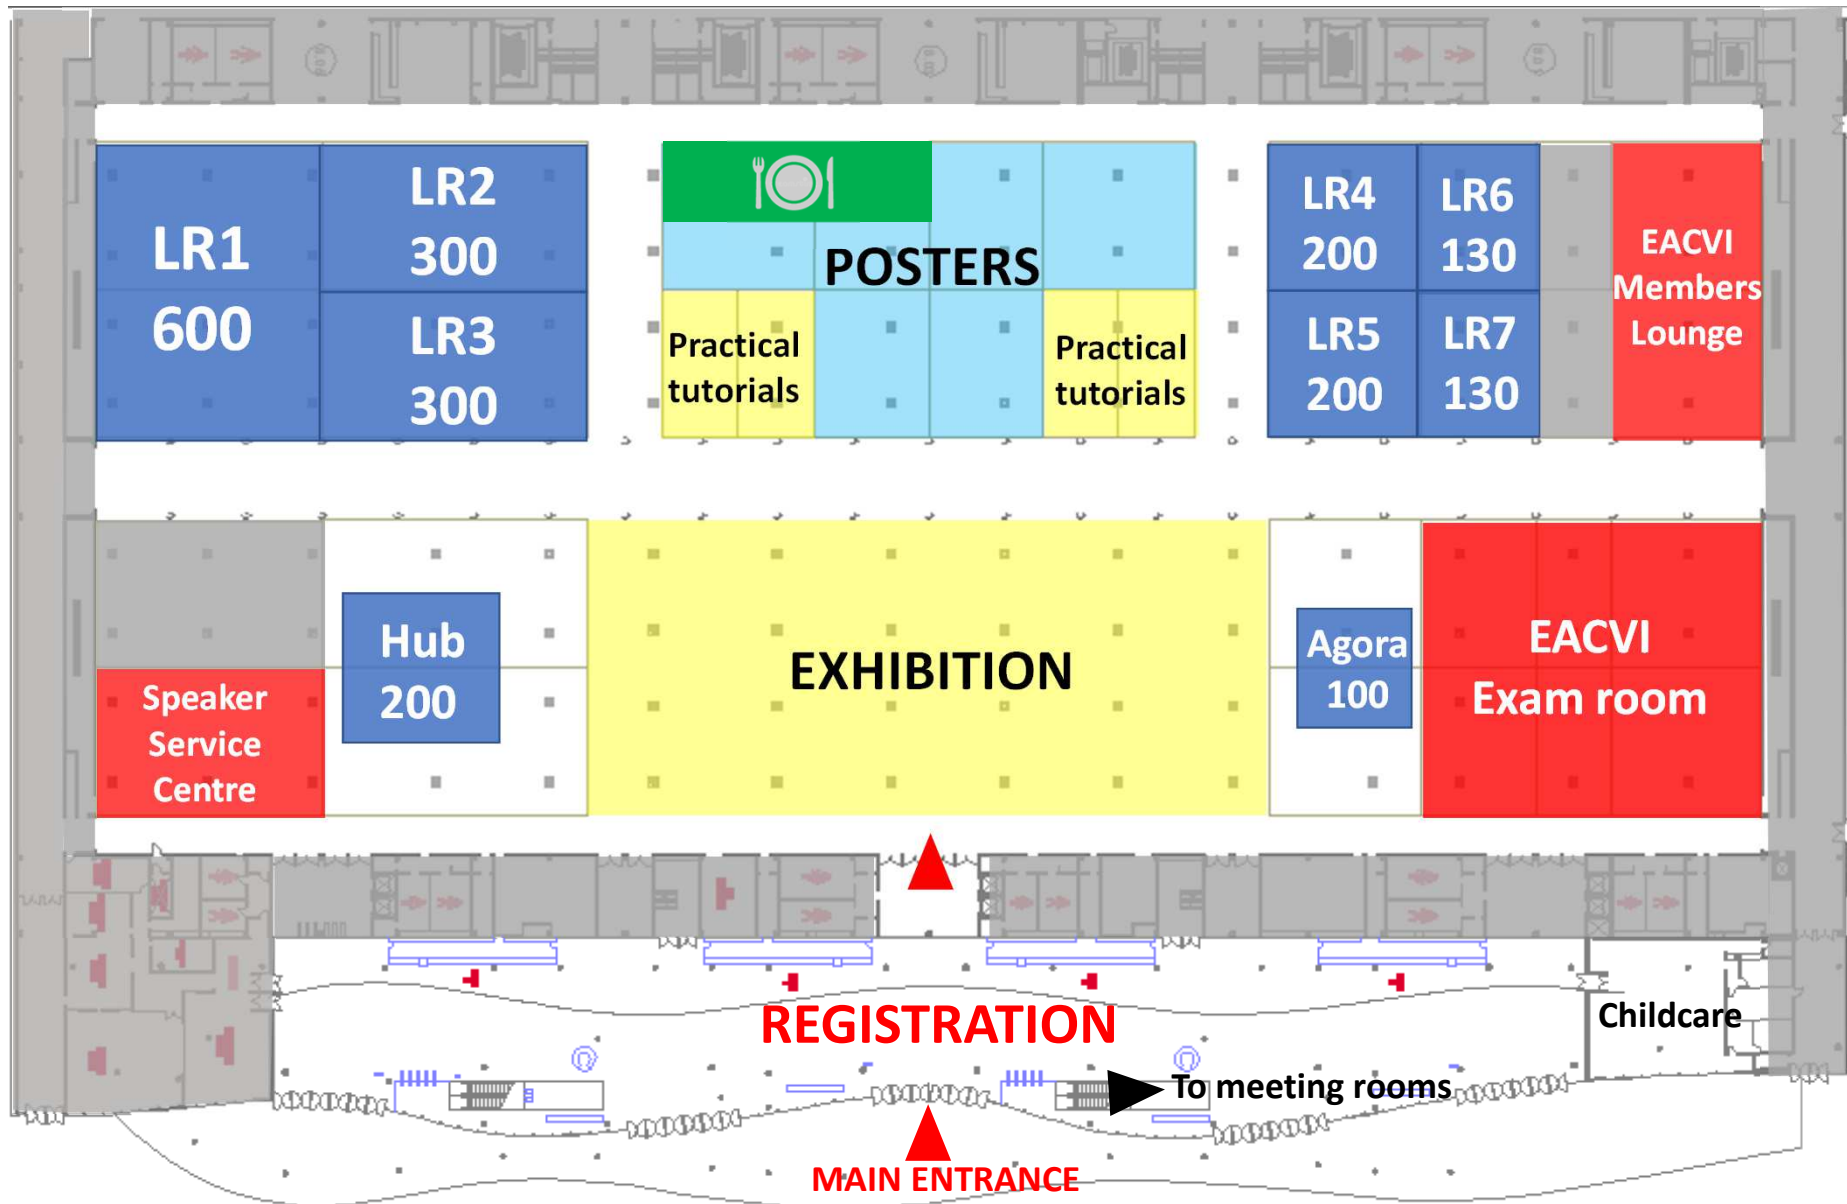 LR1
600
LR2
300
LR3
300
POSTERS
Practical
tutorials
Practical
tutorials
LR4
200
LR6
130
LR5
200
LR7
130
EACVI
Members
Lounge
Speaker
Service
Centre
Hub
200
EXHIBITION
Agora
100
EACVI
Exam room
REGISTRATION
Childcare
To meeting rooms
MAIN ENTRANCE